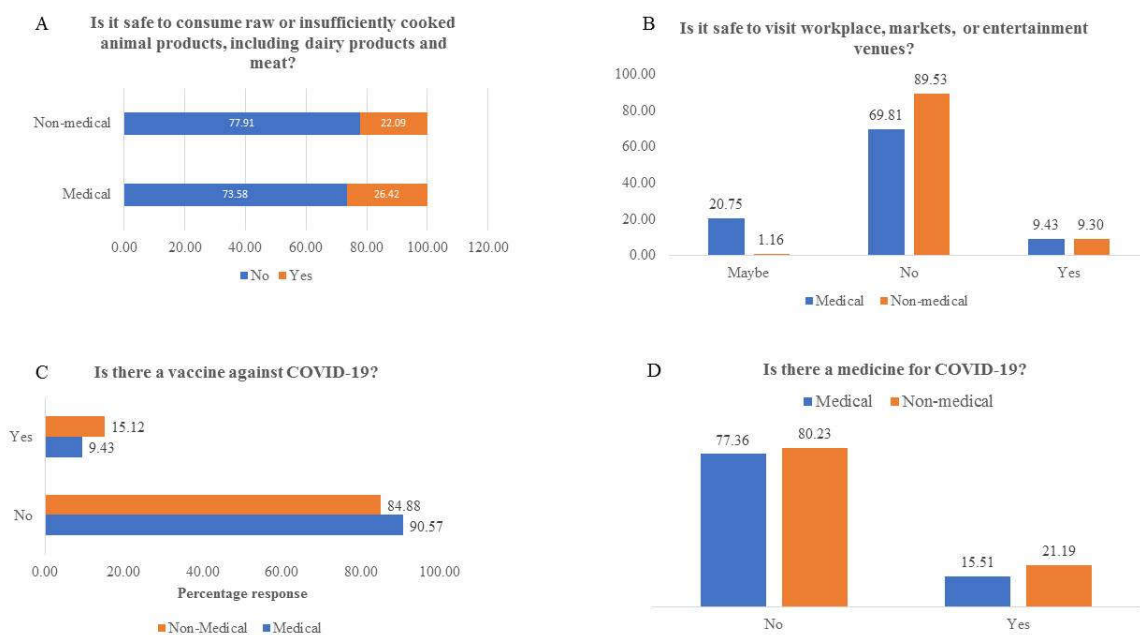 A
Is it safe to consume raw or insufficiently cooked
animal products, including dairy products and
meat?
Non-medical
77.91
22.09
Medical
73.58
26.42
0.00 20.00 40.00 60.00 80.00 100.00 120.00
No Yes
B
Is it safe to visit workplace, markets, or entertainment
venues?
100.00
80.00
60.00
40.00
20.00
0.00
20.75
1.16
69.81
89.53
9.43
9.30
Maybe No Yes
Medical Non-medical
C
Is there a vaccine against COVID-19?
Yes
15.12
9.43
No
84.88
90.57
0.00 20.00 40.00 60.00 80.00 100.00
Percentage response
Non-Medical Medical
D
Is there a medicine for COVID-19?
Medical Non-medical
77.36
80.23
15.51
21.19
No Yes